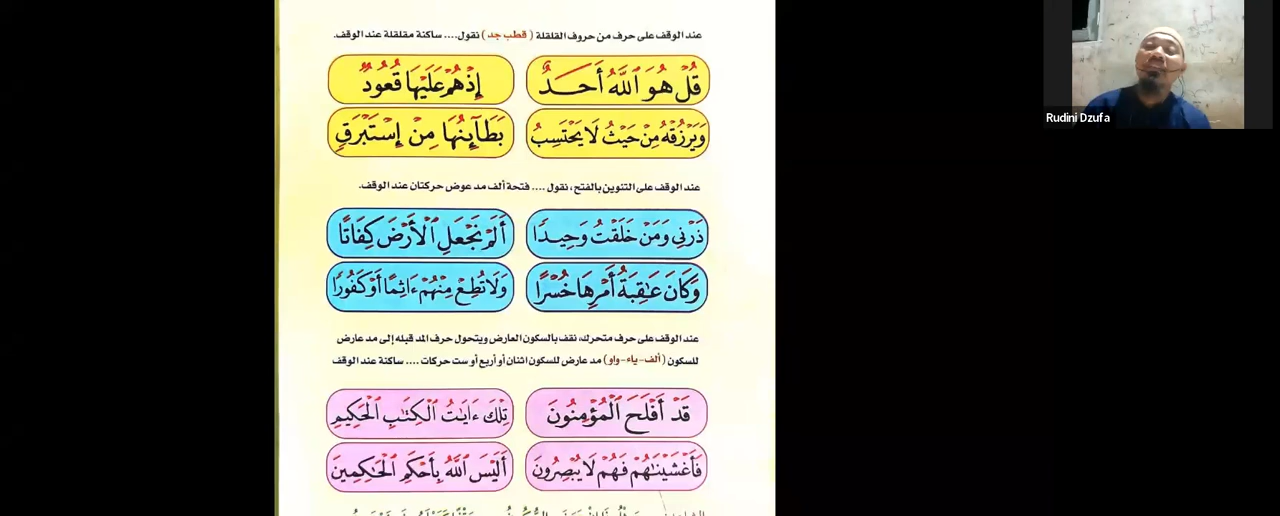 عند الوقف على حرف من حروف القلقلة ( قطب جد ) نقول.... ساكنة مقلقلة عند الوقف.
قُلْ هُوَ ٱللَّهُ أَحَدٌ
إِذْ هُمْ عَلَيْهَا قُعُودٌ
وَيَرْزُقْهُ مِنْ حَيْثُ لَا يَحْتَسِبُ
بَطَآئِنُهَا مِنْ إِسْتَبْرَقٍ
عند الوقف على التنوين بالفتح، نقول .... فتحة ألف مد عوض حركتان عند الوقف.
ذَرْنِى وَمَنْ خَلَقْتُ وَحِيدًا
أَلَمْ نَجْعَلِ ٱلْأَرْضَ كِفَاتًا
وَكَانَ عَٰقِبَةُ أَمْرِهَا خُسْرًا
وَلَا تُطِعْ مِنْهُمْ ءَاثِمًا أَوْ كَفُورًا
عند الوقف على حرف متحرك، نقف بالسكون العارض ويتحول حرف المد قبله إلى مد عارض
للسكون (ألف - ياء - واو) مد عارض للسكون اثنان أو أربع أو ست حركات .... ساكنة عند الوقف
قَدْ أَفْلَحَ ٱلْمُؤْمِنُونَ
تِلْكَ ءَايَٰتُ ٱلْكِتَٰبِ ٱلْحَكِيمِ
فَأَغْشَيْنَٰهُمْ فَهُمْ لَا يُبْصِرُونَ
أَلَيْسَ ٱللَّهُ بِأَحْكَمِ ٱلْحَٰكِمِينَ
Rudini Dzufa